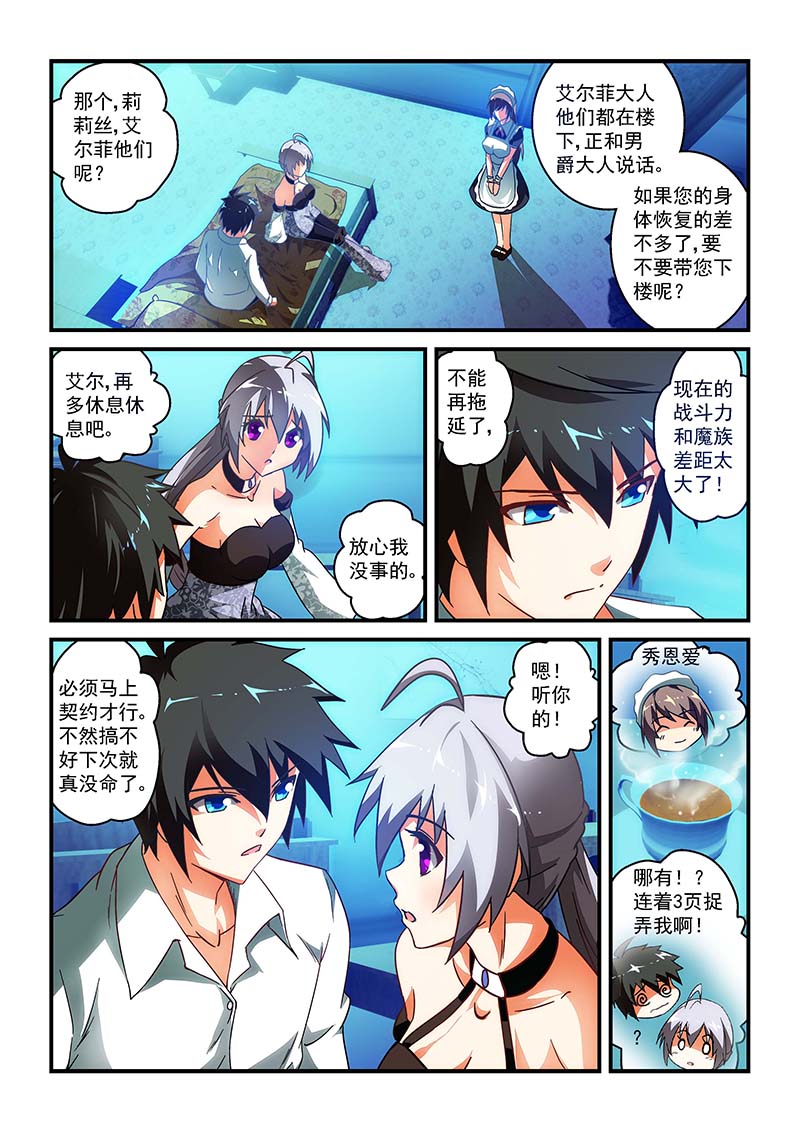 那个，莉
莉丝，艾
尔菲他们
呢？
艾尔菲大人
他们都在楼
下，正和男
爵大人说话。
如果您的身
体恢复的差
不多了，要
不要带您下
楼呢？
艾尔，再
多休息休
息吧。
放心我
没事的。
不能
再拖
延了，
现在的
战斗力
和魔族
差距太
大了！
必须马上
契约才行。
不然搞不
好下次就
真没命了。
嗯！
听你
的！
秀恩爱
哪有！？
连着3页捉
弄我啊！
？